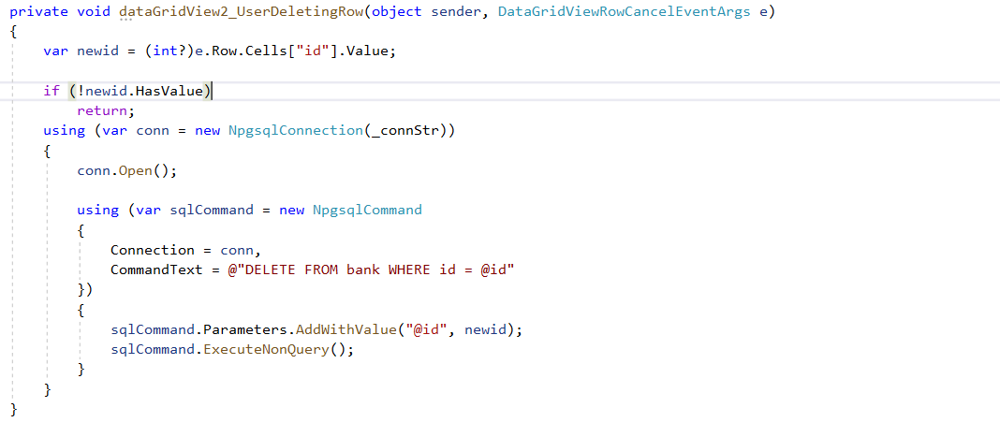 private void dataGridView2_UserDeletingRow(object sender, DataGridViewRowCancelEventArgs e)
{
    var newid = (int?)e.Row.Cells["id"].Value;

    if (!newid.HasValue)
        return;
    using (var conn = new NpgsqlConnection(_connStr))
    {
        conn.Open();

        using (var sqlCommand = new NpgsqlCommand
        {
            Connection = conn,
            CommandText = @"DELETE FROM bank WHERE id = @id"
        })
        {
            sqlCommand.Parameters.AddWithValue("@id", newid);
            sqlCommand.ExecuteNonQuery();
        }
    }
}